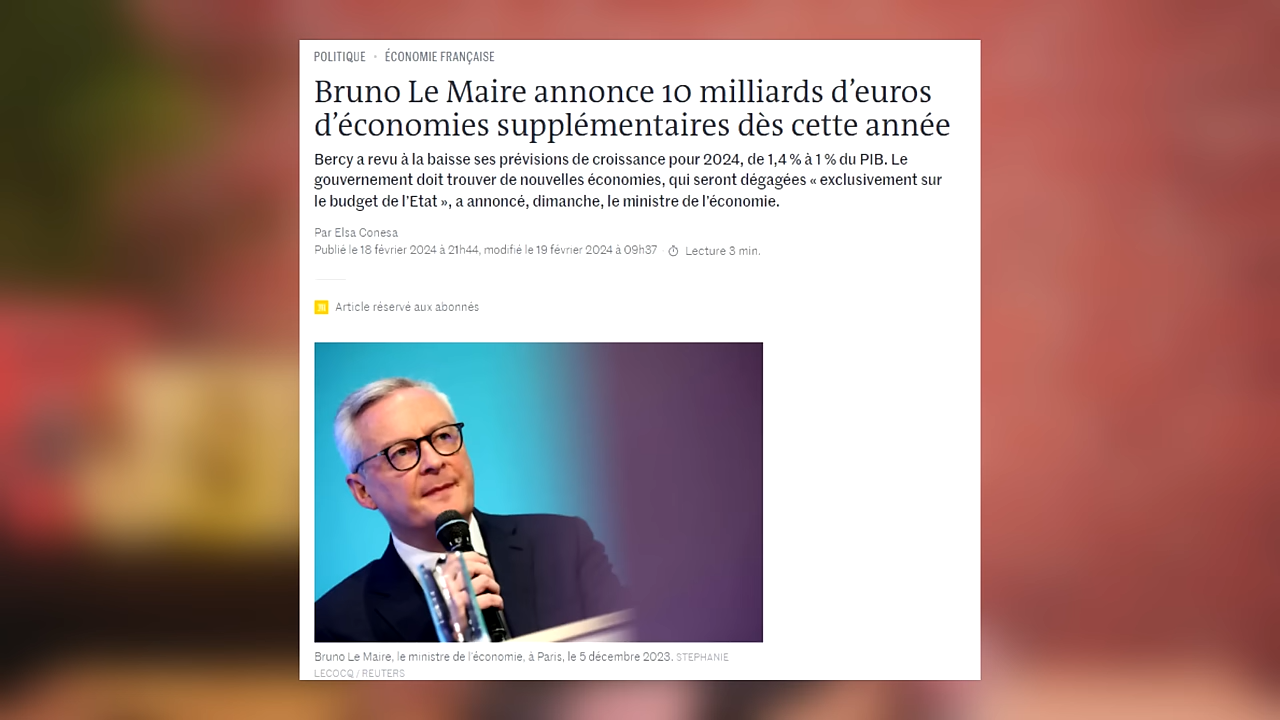 POLITIQUE • ÉCONOMIE FRANÇAISE
Bruno Le Maire annonce 10 milliards d’euros
d’économies supplémentaires dès cette année
Bercy a revu à la baisse ses prévisions de croissance pour 2024, de 1,4 % à 1 % du PIB. Le
gouvernement doit trouver de nouvelles économies, qui seront dégagées « exclusivement sur
le budget de l’Etat », a annoncé, dimanche, le ministre de l’économie.
Par Elsa Conesa
Publié le 18 février 2024 à 21h44, modifié le 19 février 2024 à 09h37 · Lecture 3 min.
Article réservé aux abonnés
Bruno Le Maire, le ministre de l’économie, à Paris, le 5 décembre 2023. STEPHANIE
LECOCQ / REUTERS